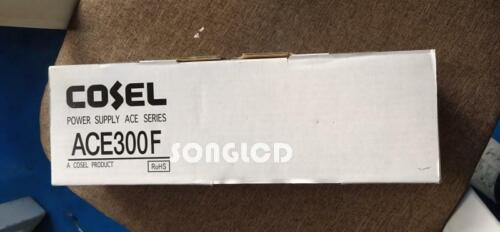 COSEL
POWER SUPPLY ACE SERIES
ACE300F
SONGLCD
A COSEL PRODUCT
RoHS